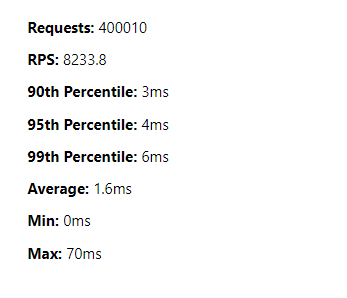 Requests: 400010
RPS: 8233.8
90th Percentile: 3ms
95th Percentile: 4ms
99th Percentile: 6ms
Average: 1.6ms
Min: 0ms
Max: 70ms